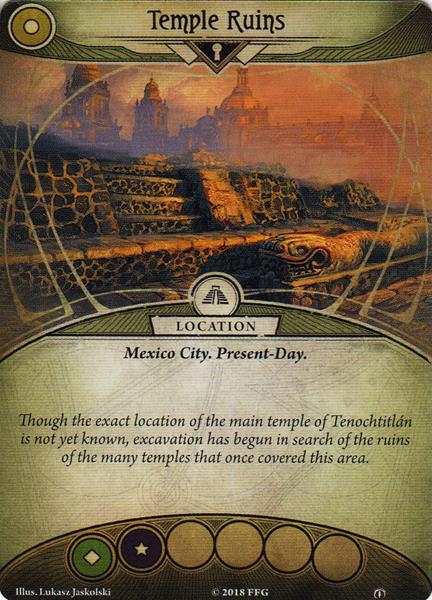 Temple Ruins
LOCATION
Mexico City. Present-Day.
Though the exact location of the main temple of Tenochtitlán
is not yet known, excavation has begun in search of the ruins
of the many temples that once covered this area.
Illus. Lukasz Jaskolski
© 2018 FFG